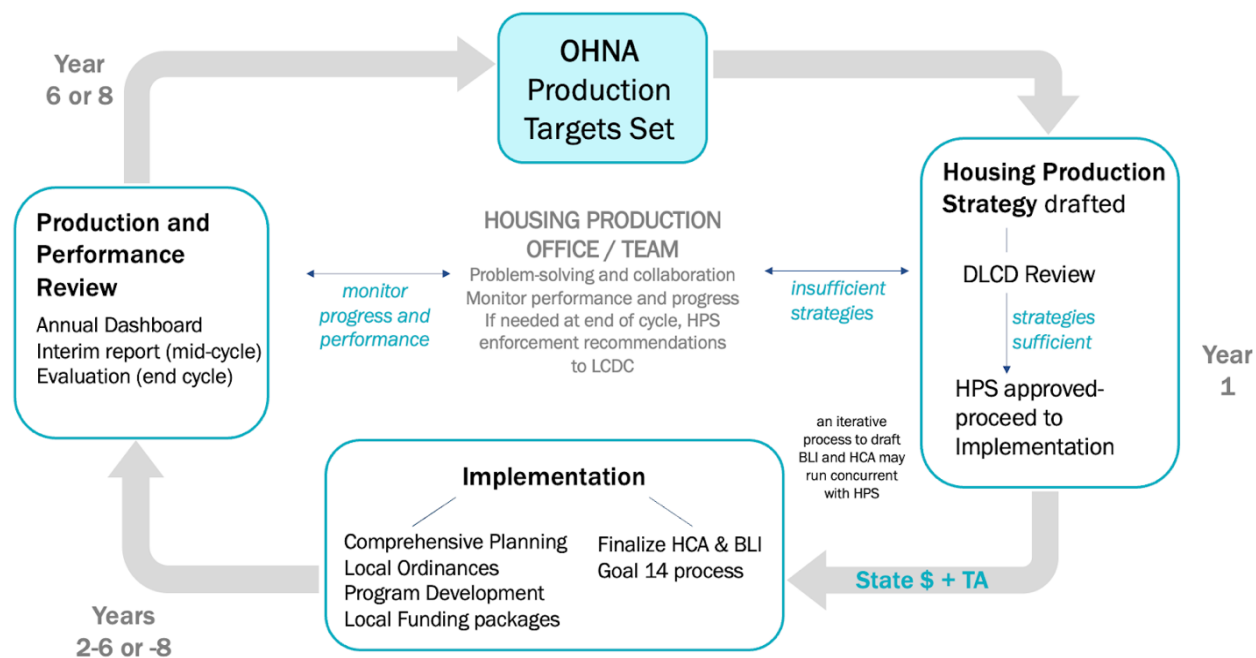 Year
6 or 8
OHNA
Production
Targets Set
Housing Production
Strategy drafted
DLCD Review
strategies
sufficient
HPS approved-
proceed to
Implementation
Year
1
Production and
Performance
Review
Annual Dashboard
Interim report (mid-cycle)
Evaluation (end cycle)
monitor
progress and
performance
HOUSING PRODUCTION
OFFICE / TEAM
Problem-solving and collaboration
Monitor performance and progress
If needed at end of cycle, HPS
enforcement recommendations
to LCDC
insufficient
strategies
an iterative
process to draft
BLI and HCA may
run concurrent
with HPS
State $ + TA
Implementation
Comprehensive Planning
Local Ordinances
Program Development
Local Funding packages
Finalize HCA & BLI
Goal 14 process
Years
2-6 or -8